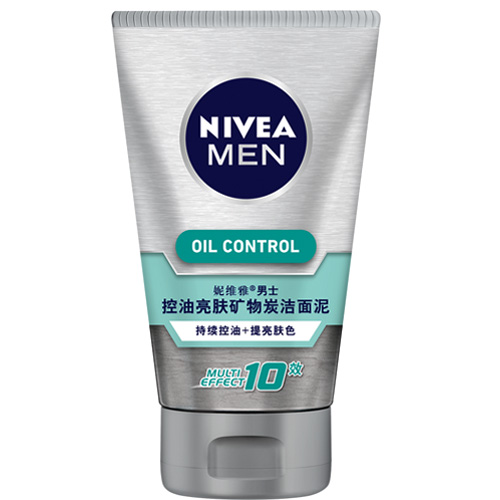 NIVEA
MEN
OIL CONTROL
妮维雅®男士
控油亮肤矿物炭洁面泥
持续控油+提亮肤色
MULTI
EFFECT 10效